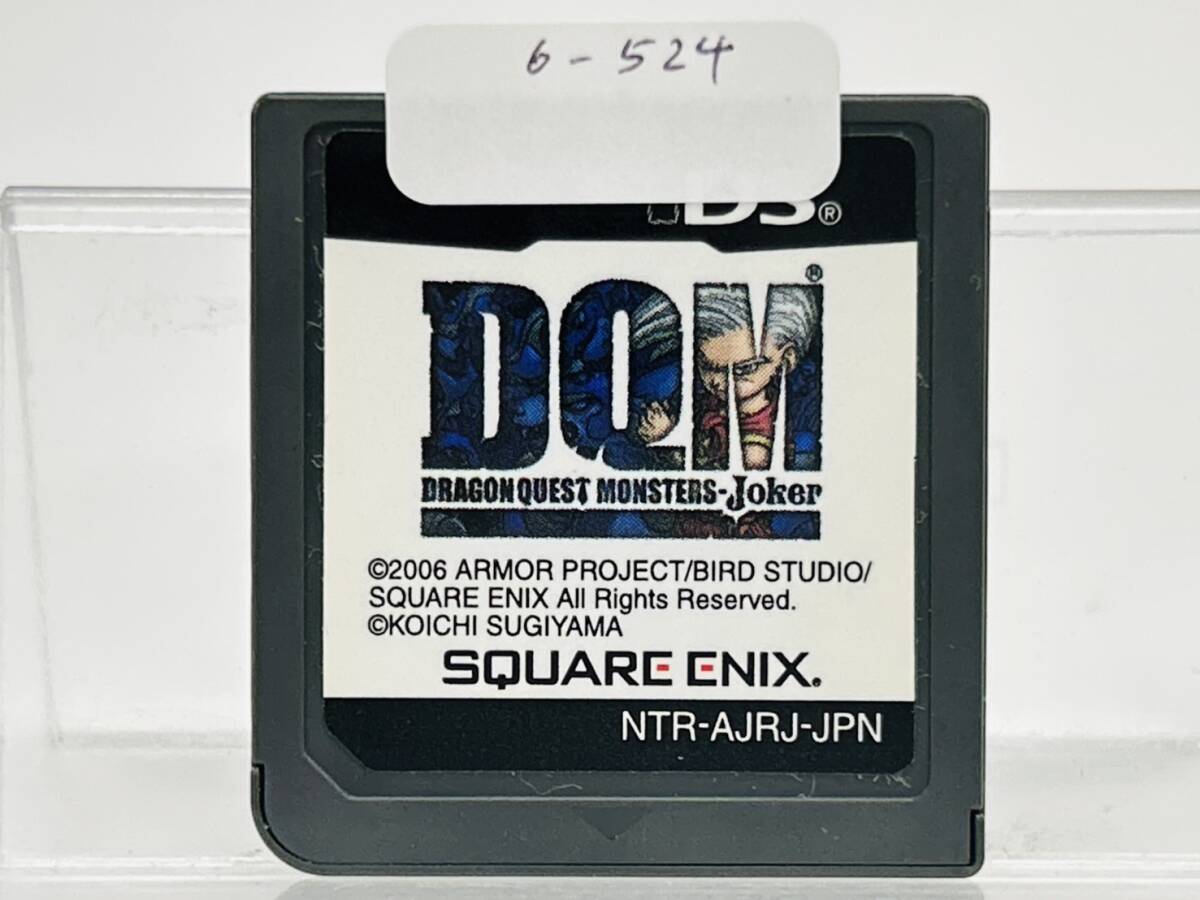 6-524
DS®
DQM®
DRAGON QUEST MONSTERS-Joker
©2006 ARMOR PROJECT/BIRD STUDIO/
SQUARE ENIX All Rights Reserved.
©KOICHI SUGIYAMA
SQUARE ENIX.
NTR-AJRJ-JPN